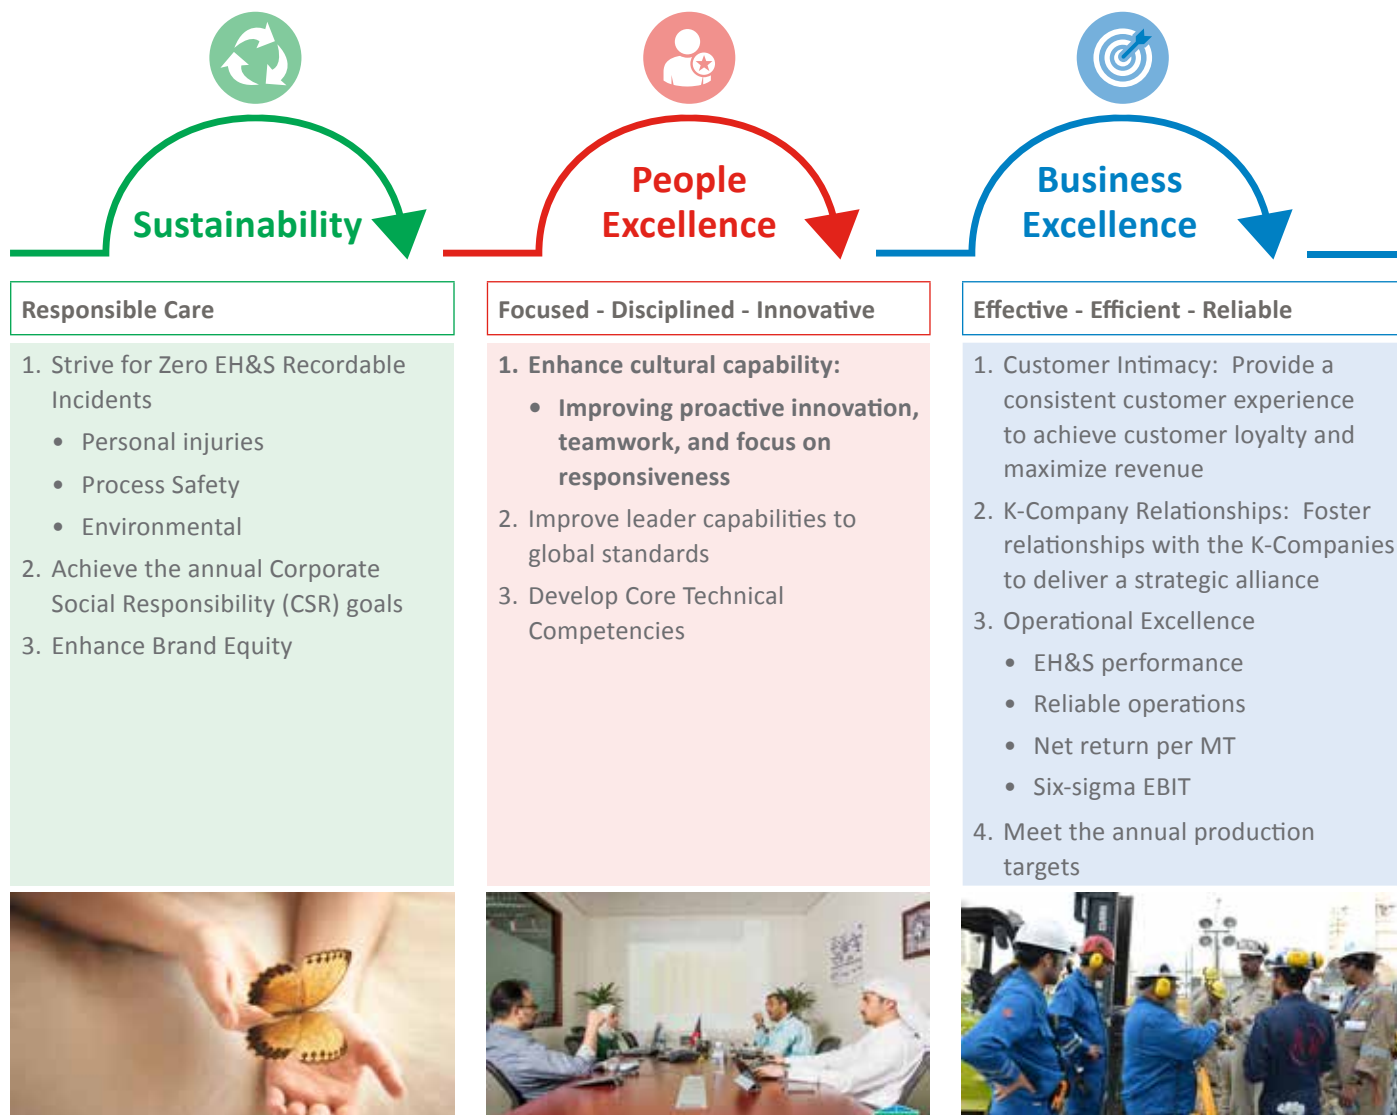 Sustainability
People
Excellence
Business
Excellence
Responsible Care
1. Strive for Zero EH&S Recordable
Incidents
• Personal injuries
• Process Safety
• Environmental
2. Achieve the annual Corporate
Social Responsibility (CSR) goals
3. Enhance Brand Equity
Focused - Disciplined - Innovative
1. Enhance cultural capability:
• Improving proactive innovation,
teamwork, and focus on
responsiveness
2. Improve leader capabilities to
global standards
3. Develop Core Technical
Competencies
Effective - Efficient - Reliable
1. Customer Intimacy: Provide a
consistent customer experience
to achieve customer loyalty and
maximize revenue
2. K-Company Relationships: Foster
relationships with the K-Companies
to deliver a strategic alliance
3. Operational Excellence
• EH&S performance
• Reliable operations
• Net return per MT
• Six-sigma EBIT
4. Meet the annual production
targets